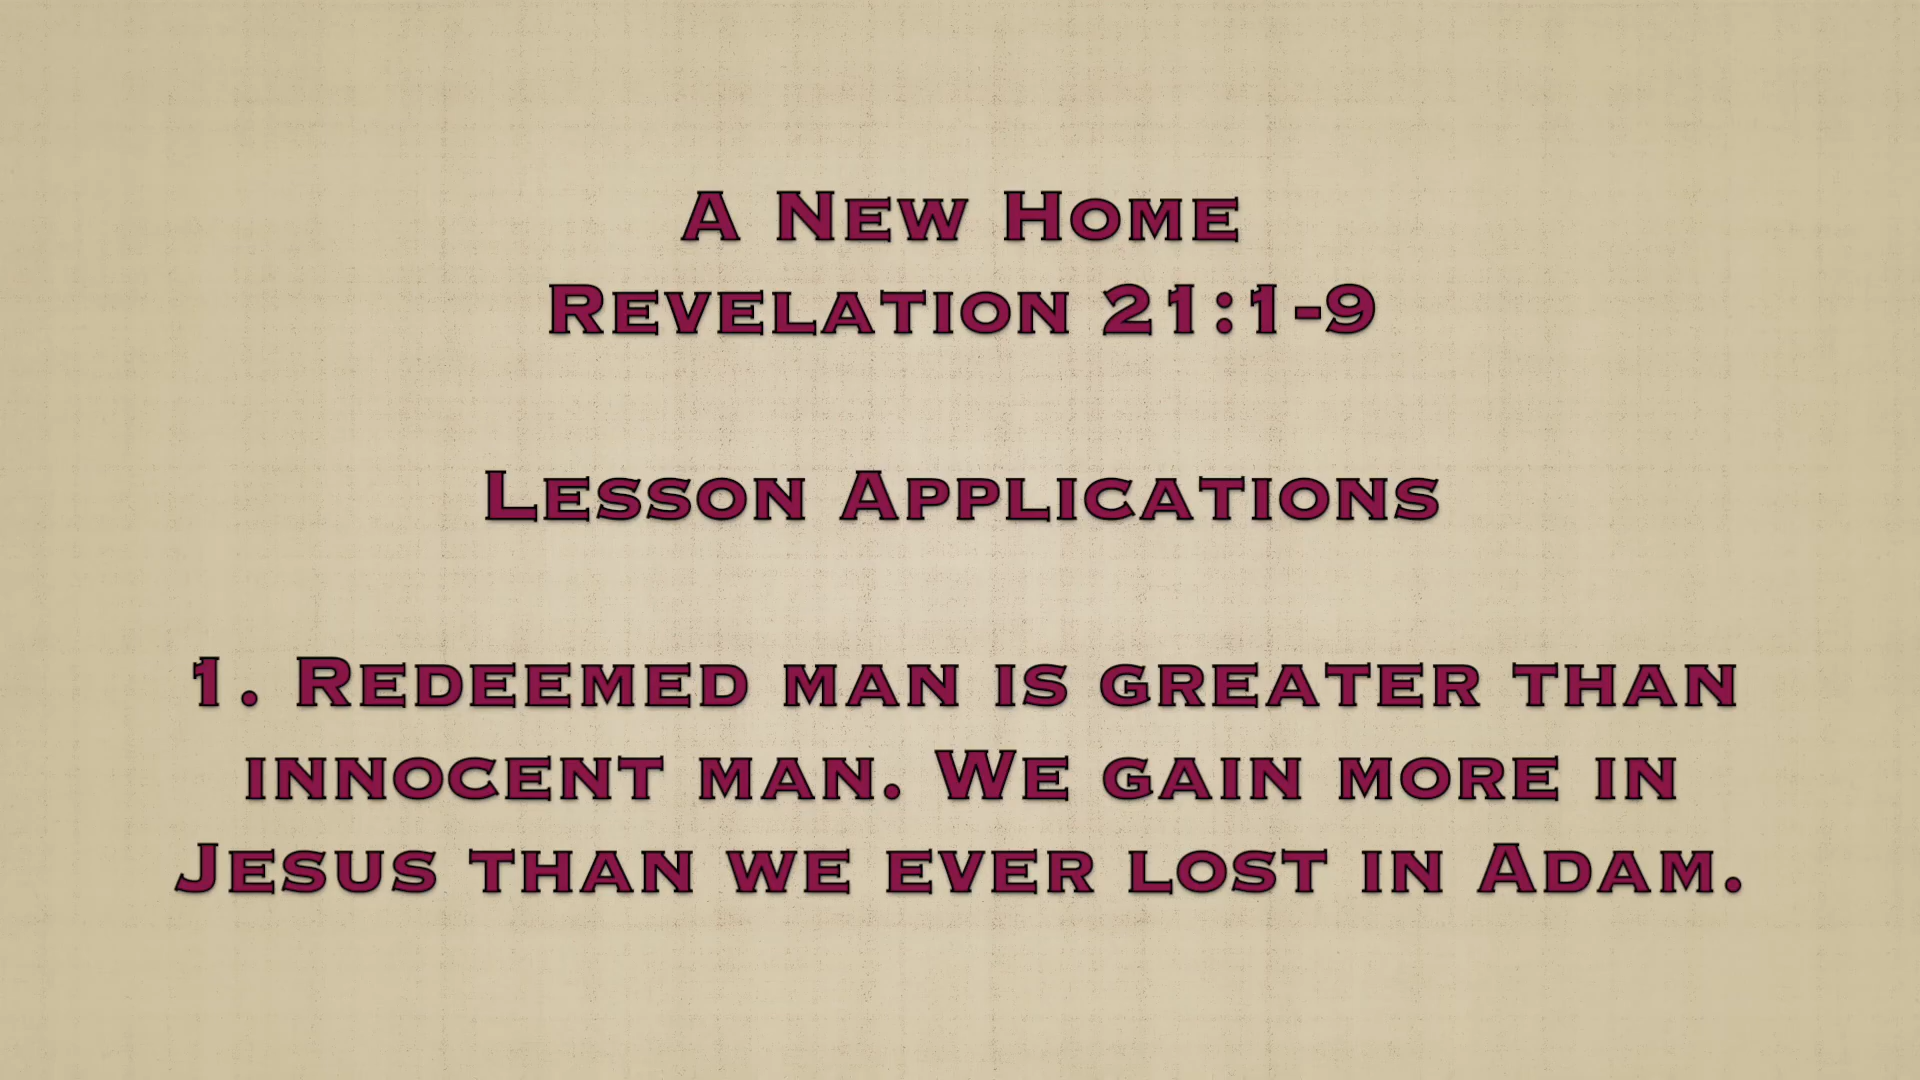 A New Home
Revelation 21:1-9
Lesson Applications
1. Redeemed man is greater than
innocent man. We gain more in
Jesus than we ever lost in Adam.